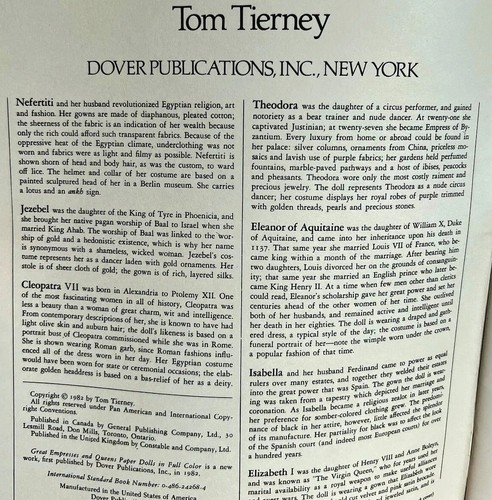 Tom Tierney
DOVER PUBLICATIONS, INC., NEW YORK
Nefertiti and her husband revolutionized Egyptian religion, art
and fashion. Her gowns are made of diaphanous, pleated cotton;
the sheerness of the fabric is an indication of her wealth because
only the rich could afford such transparent fabrics. Because of the
oppressive heat of the Egyptian climate, underclothing was not
worn and fabrics were as light and filmy as possible. Nefertiti is
shown shorn of head and body hair, as was the custom, to ward
off lice. The helmet and collar of her costume are based on a
painted sculptured head of her in a Berlin museum. She carries
a lotus and an ankh sign.
Jezebel was the daughter of the King of Tyre in Phoenicia, and
she brought her native pagan worship of Baal to Israel when she
married King Ahab. The worship of Baal was linked to the wor-
ship of gold and a hedonistic existence, which is why her name
is synonymous with a shameless, wicked woman. Jezebel's cos-
tume represents her as a dancer laden with gold ornaments. Her
stole is of sheer cloth of gold; the gown is of rich, layered silks.
Cleopatra VII was born in Alexandria to Ptolemy XII. One
of the most fascinating women in all of history, Cleopatra was
less a beauty than a woman of great charm, wit and intelligence.
From contemporary descriptions of her, she is known to have had
light olive skin and auburn hair; the doll's likeness is based on a
portrait bust of Cleopatra commissioned while she was in Rome.
She is shown wearing Roman garb, since Roman fashions influ-
enced all of the dress worn in her day. Her Egyptian costume
would have been worn for state or ceremonial occasions; the elab-
orate golden headdress is based on a bas-relief of her as a deity.
Copyright © 1982 by Tom Tierney.
All rights reserved under Pan American and International Copy-
right Conventions.
Published in Canada by General Publishing Company, Ltd., 30
Lesmill Road, Don Mills, Toronto, Ontario.
Published in the United Kingdom by Constable and Company, Ltd.
Great Empresses and Queens Paper Dolls in Full Color is a new
work, first published by Dover Publications, Inc., in 1982.
International Standard Book Number: 0-486-24268-4
Manufactured in the United States of America
Dover Publications
Theodora was the daughter of a circus performer, and gained
notoriety as a bear trainer and nude dancer. At twenty-one she
captivated Justinian; at twenty-seven she became Empress of By-
zantium. Every luxury from home or abroad could be found in
her palace: silver columns, ornaments from China, priceless mo-
saics and lavish use of purple fabrics; her gardens held perfumed
fountains, marble-paved pathways and a host of ibises, peacocks
and pheasants. Theodora wore only the most costly raiment and
precious jewelry. The doll represents Theodora as a nude circus
dancer; her costume displays her royal robes of purple trimmed
with golden threads, pearls and precious stones.
Eleanor of Aquitaine was the daughter of William X, Duke
of Aquitaine, and came into her inheritance upon his death in
1137. That same year she married Louis VII of France, who be-
came king within a month of the marriage. After bearing him
two daughters, Louis divorced her on the grounds of consanguin-
ity; that same year she married an English prince who later be-
came King Henry II. At a time when few men other than clerics
could read, Eleanor's scholarship gave her great power and set her
centuries ahead of the other women of her time. She outlived
both of her husbands, and remained active and intelligent until
her death in her eighties. The doll is wearing a draped and gath-
ered dress, a typical style of the day; the costume is based on a
funeral portrait of her—note the wimple worn under the crown,
a popular fashion of that time.
Isabella and her husband Ferdinand came to power as equal
rulers over many estates, and together they welded their estates
into the great power that was Spain. The gown the doll is wear-
ing was taken from a tapestry which depicted her marriage and
coronation. As Isabella became a religious zealot in later years,
her preference for somber-colored clothing grew. The predomi-
nance of black in her attire, however, little affected the splendor
of its manufacture. Her partiality for black was to affect the look
of the Spanish court (and indeed most European courts) for over
a hundred years.
Elizabeth I was the daughter of Henry VIII and Anne Boleyn,
and was known as "The Virgin Queen," who for years used her
marital availability as a royal weapon to make useful alliances